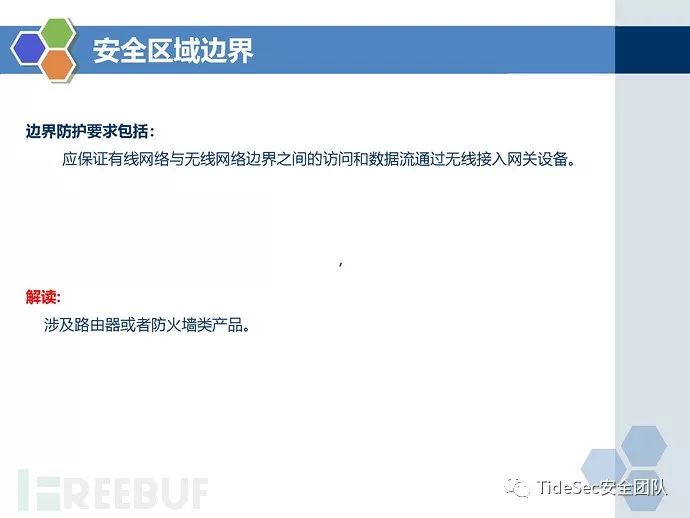 安全区域边界
边界防护要求包括：
应保证有线网络与无线网络边界之间的访问和数据流通过无线接入网关设备。
,
解读:
涉及路由器或者防火墙类产品。
FREEBUF
TideSec安全团队